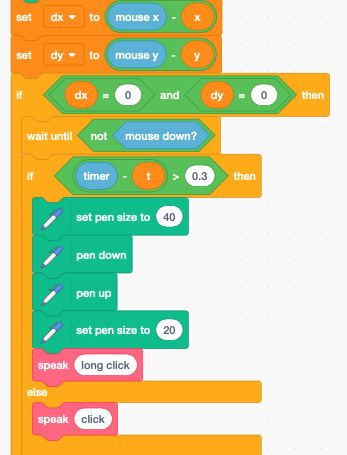 set dx to mouse x - x
set dy to mouse y - y
if dx = 0 and dy = 0 then
wait until not mouse down?
if timer - t > 0.3 then
set pen size to 40
pen down
pen up
set pen size to 20
speak long click
else
speak click